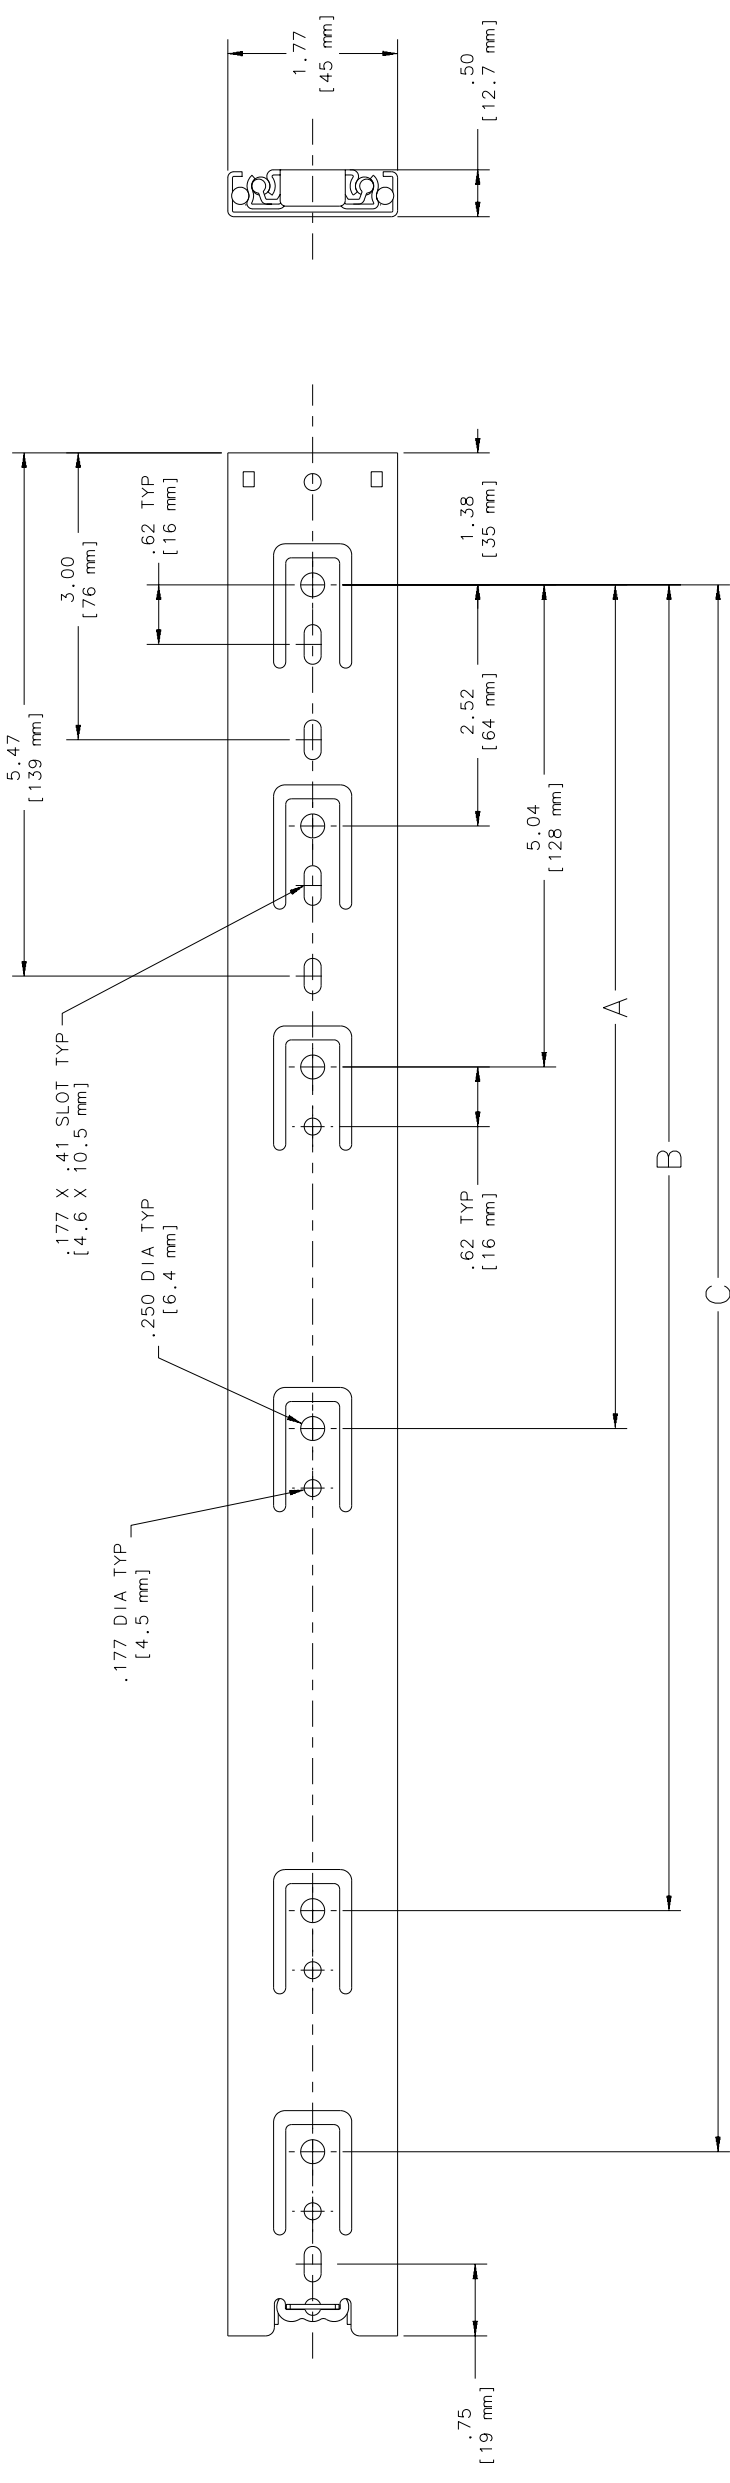 1.77
[45 mm]
.50
[12.7 mm]
5.47
[139 mm]
3.00
[76 mm]
.62 TYP
[16 mm]
1.38
[35 mm]
2.52
[64 mm]
5.04
[128 mm]
A
B
C
.177 X .41 SLOT TYP
[4.6 X 10.5 mm]
.250 DIA TYP
[6.4 mm]
.62 TYP
[16 mm]
.177 DIA TYP
[4.5 mm]
.75
[19 mm]